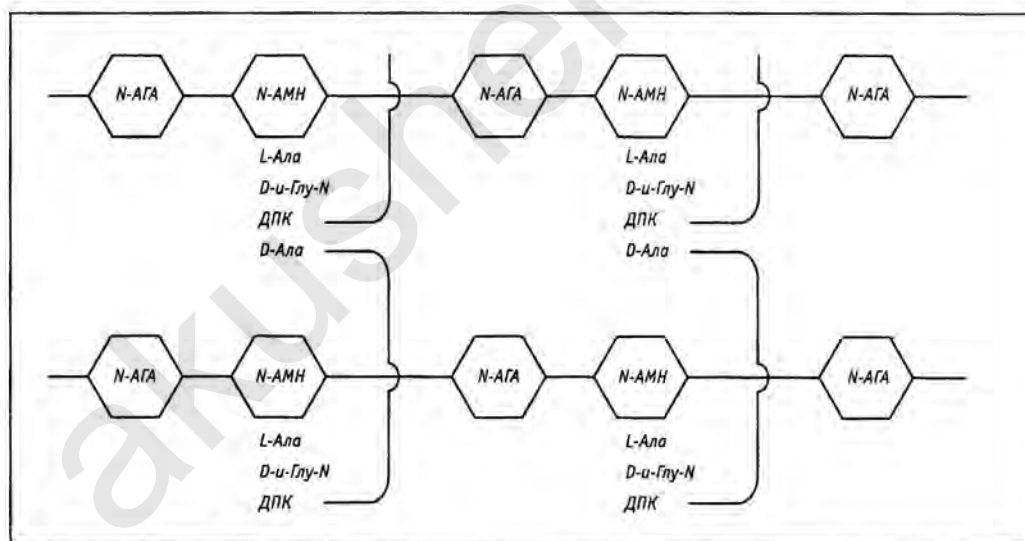 N-АГА N-АМН N-АГА N-АМН N-АГА
L-Ала L-Ала
D-и-Глу-N D-и-Глу-N
ДПК ДПК
D-Ала D-Ала
N-АГА N-АМН N-АГА N-АМН N-АГА
L-Ала L-Ала
D-и-Глу-N D-и-Глу-N
ДПК ДПК
akusher